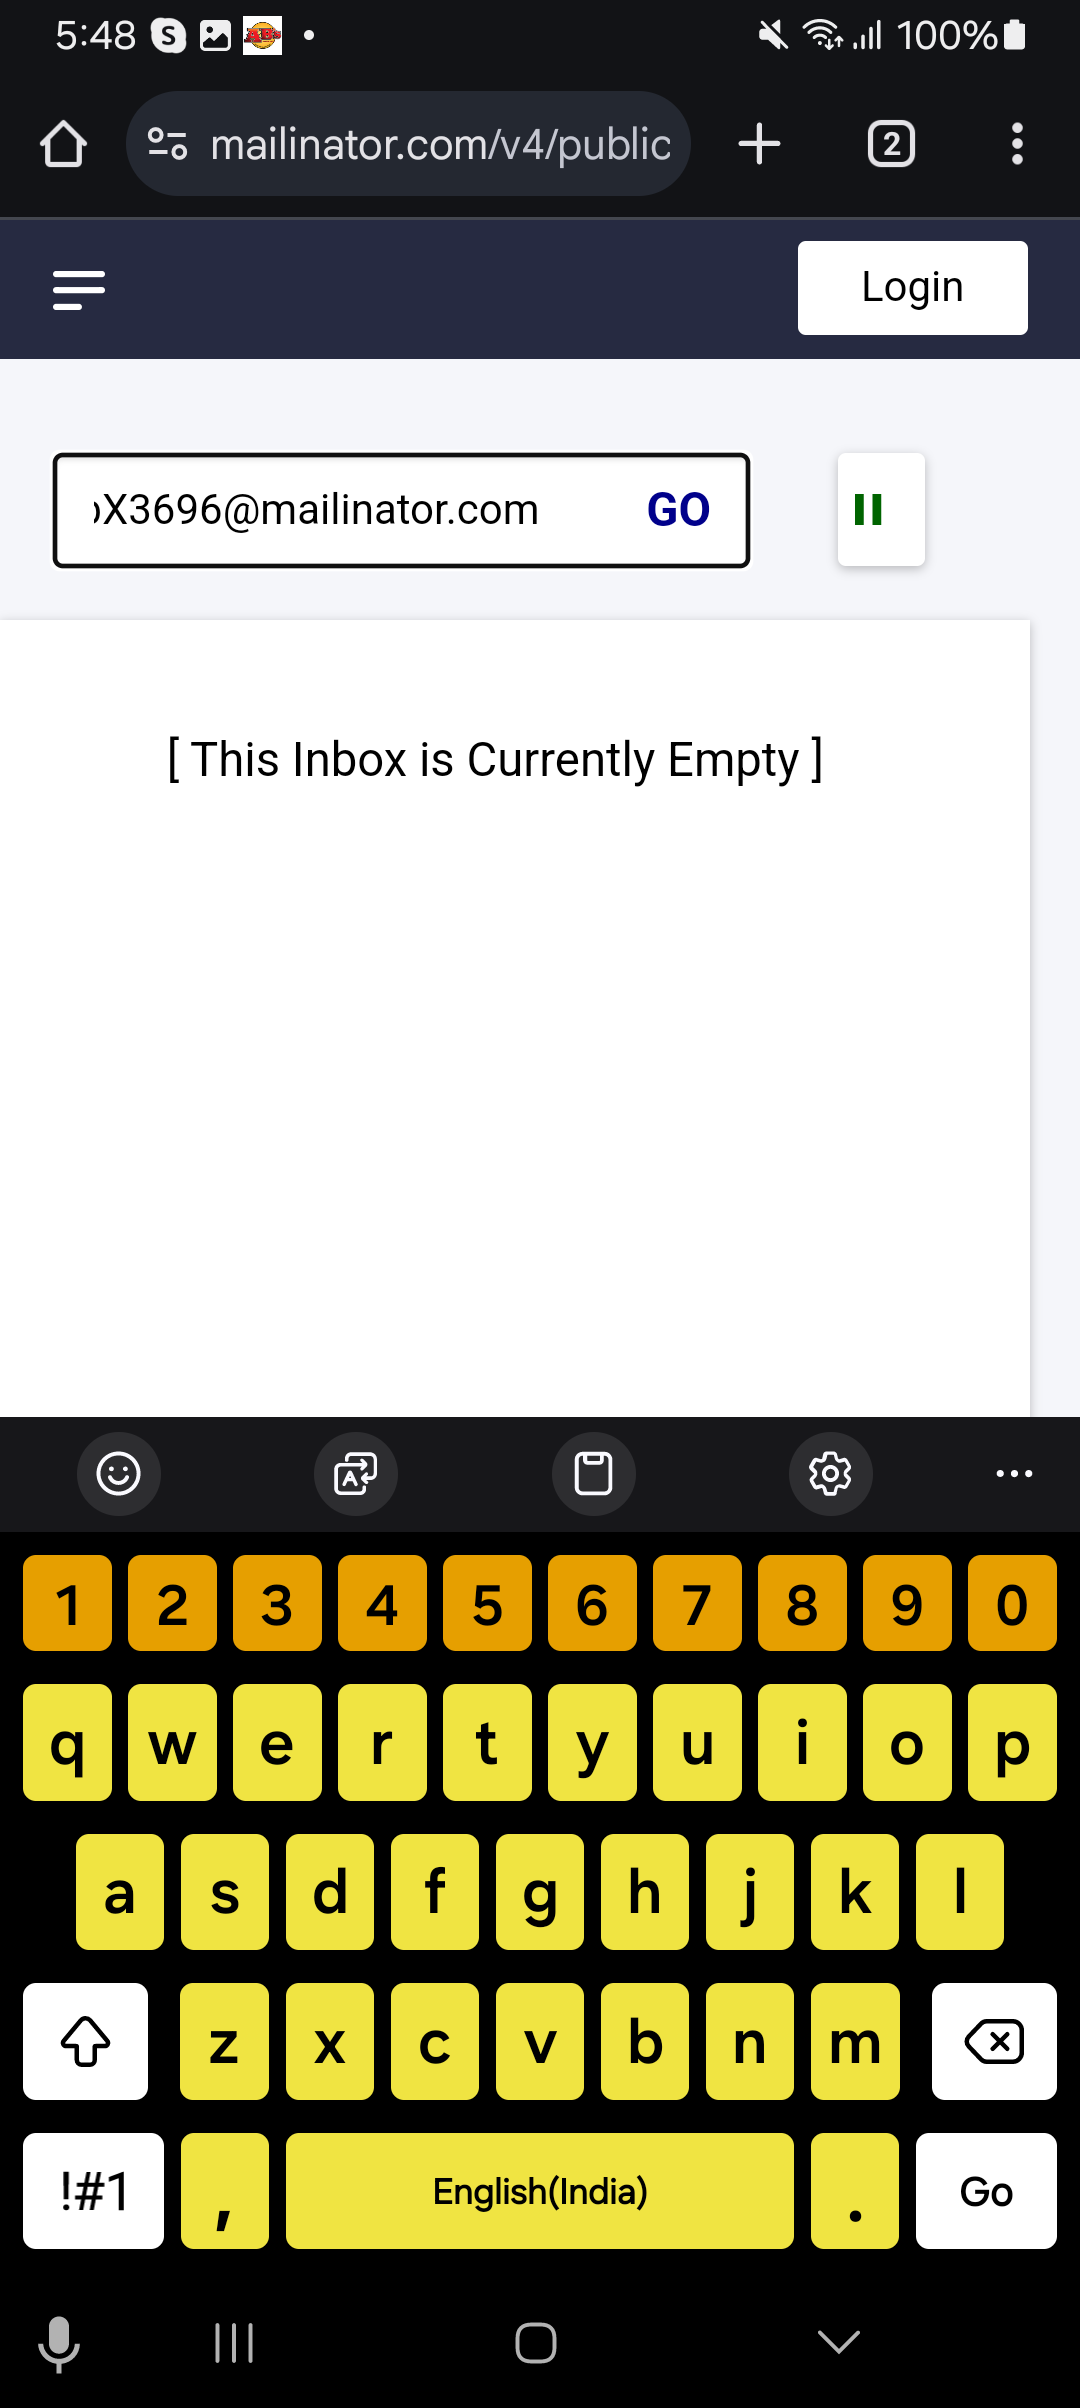 5:48 S ABs 100%
mailinator.com/v4/public 2
Login
X3696@mailinator.com GO
[ This Inbox is Currently Empty ]
1 2 3 4 5 6 7 8 9 0
q w e r t y u i o p
a s d f g h j k l
z x c v b n m
!#1 , English(India) . Go